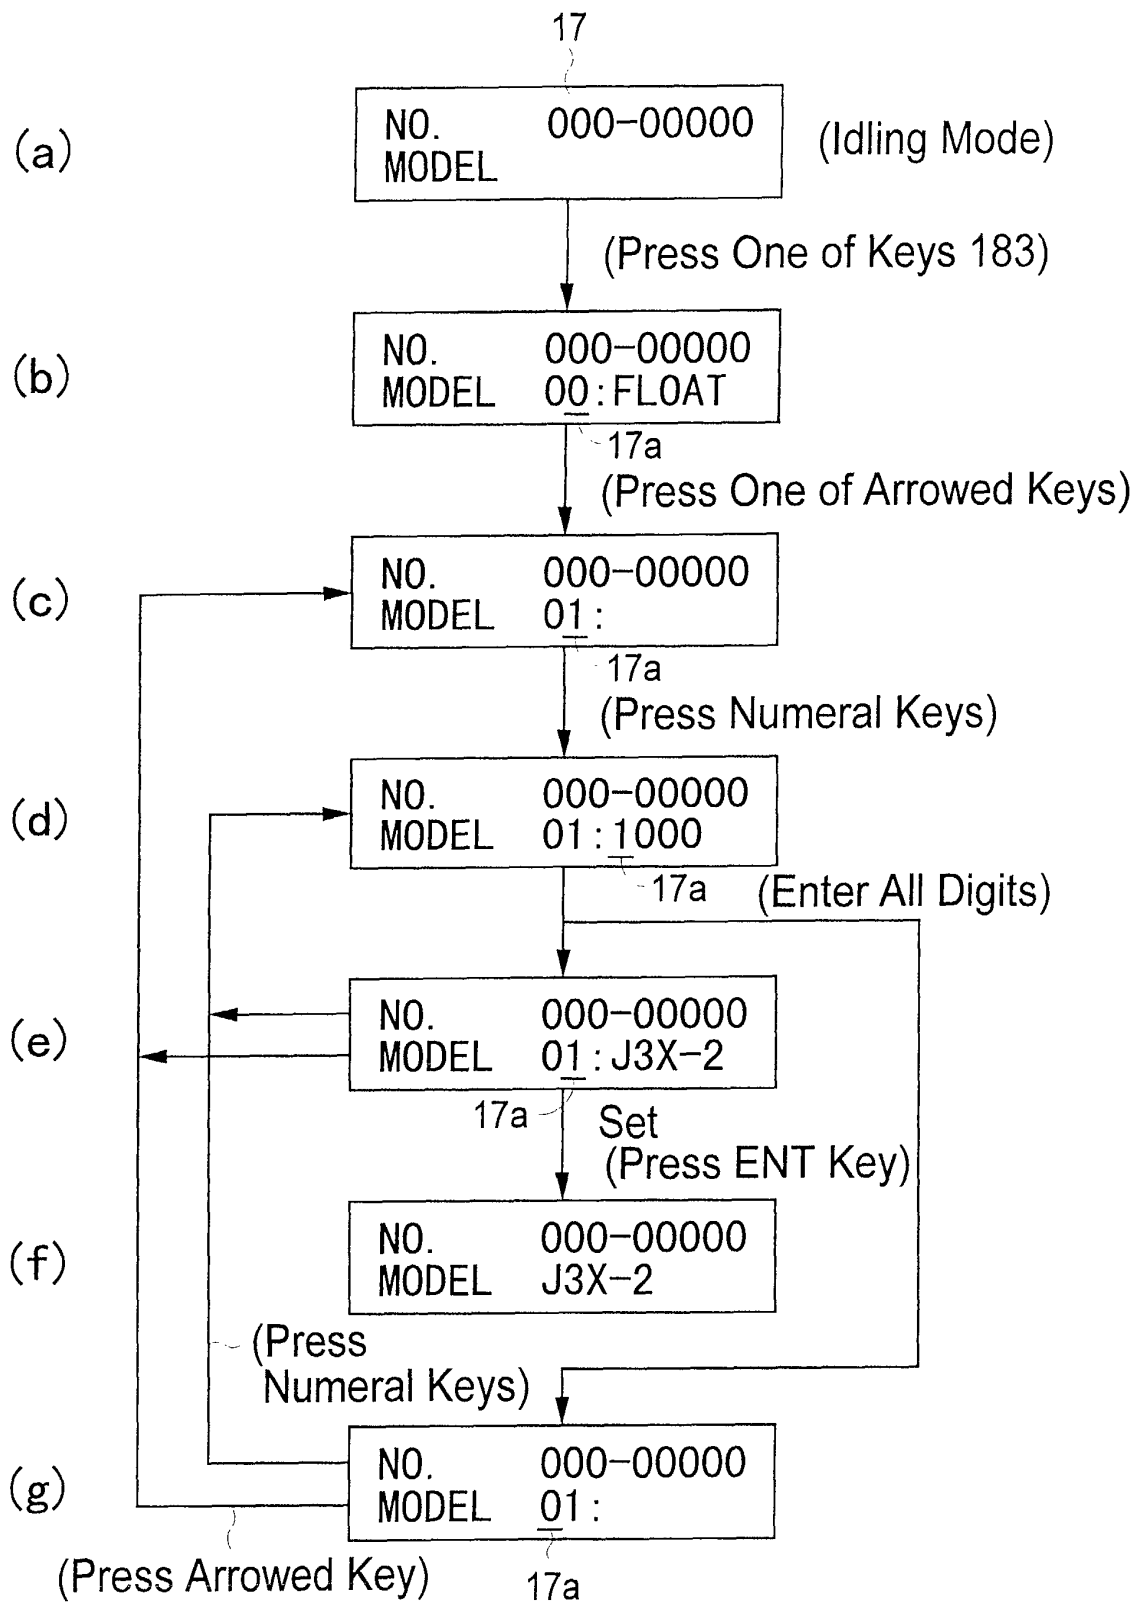 17
(a)
NO. 000-00000
MODEL
(Idling Mode)
(Press One of Keys 183)
(b)
NO. 000-00000
MODEL 00:FLOAT
17a
(Press One of Arrowed Keys)
(c)
NO. 000-00000
MODEL 01:
17a
(Press Numeral Keys)
(d)
NO. 000-00000
MODEL 01:1000
17a
(Enter All Digits)
(e)
NO. 000-00000
MODEL 01:J3X-2
17a
Set
(Press ENT Key)
(f)
NO. 000-00000
MODEL J3X-2
(Press
Numeral Keys)
(g)
NO. 000-00000
MODEL 01:
(Press Arrowed Key)
17a